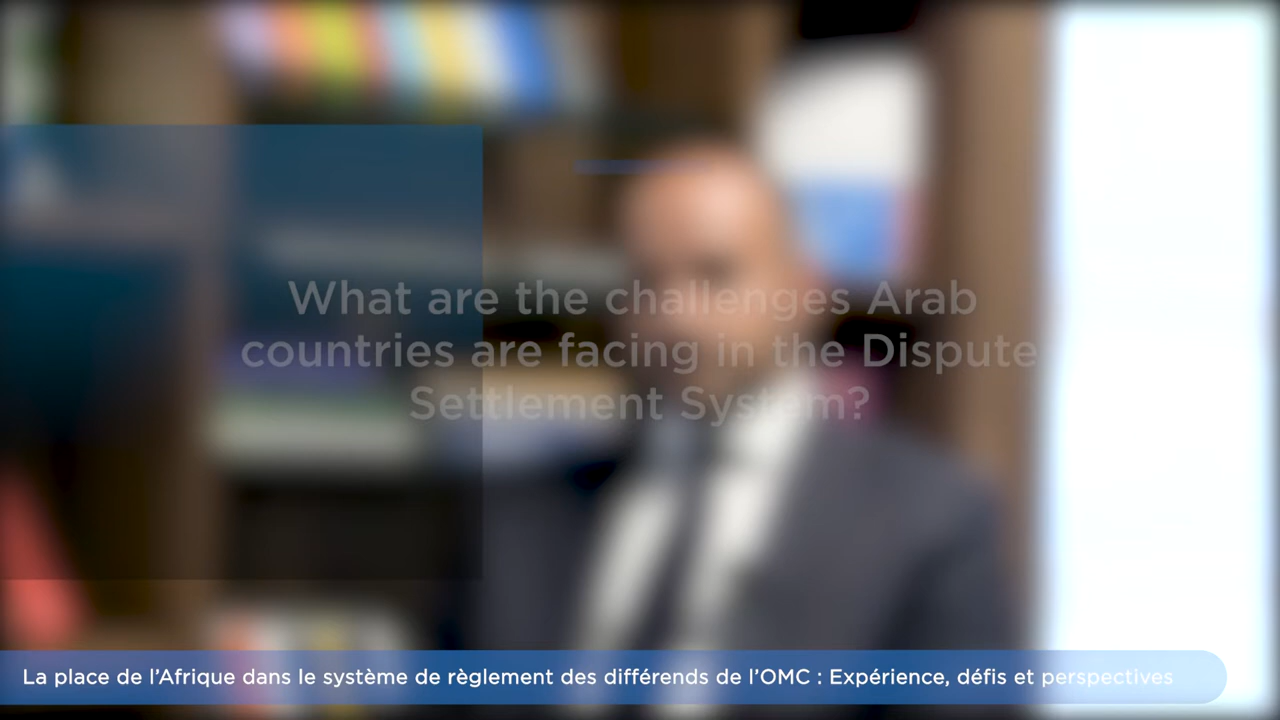 What are the challenges Arab
countries are facing in the Dispute
Settlement System?
La place de l'Afrique dans le système de règlement des différends de l'OMC : Expérience, défis et perspectives